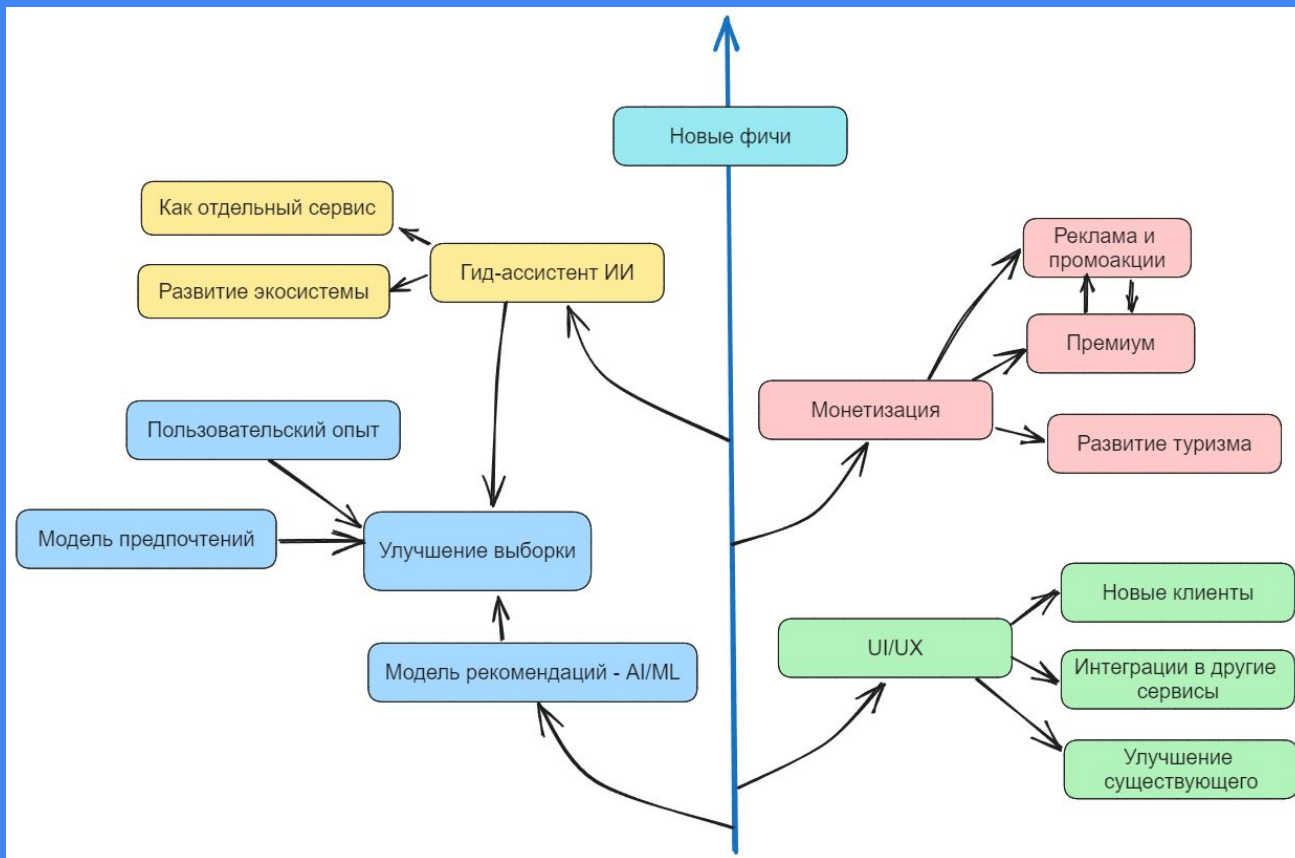 Новые фичи
Как отдельный сервис
Гид-ассистент ИИ
Развитие экосистемы
Реклама и
промоакции
Премиум
Монетизация
Развитие туризма
Пользовательский опыт
Модель предпочтений
Улучшение выборки
Модель рекомендаций - AI/ML
UI/UX
Новые клиенты
Интеграции в другие
сервисы
Улучшение
существующего